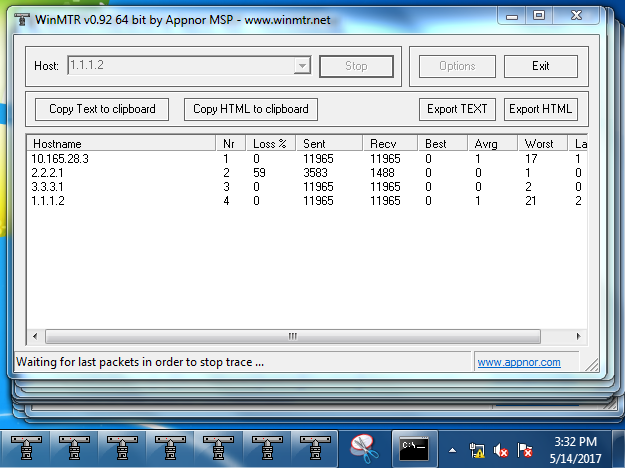 WinMTR v0.92 64 bit by Appnor MSP - www.winmtr.net
Host: 1.1.1.2 Stop Options Exit
Copy Text to clipboard Copy HTML to clipboard Export TEXT Export HTML
Hostname Nr Loss % Sent Recv Best Avrg Worst La
10.165.28.3 1 0 11965 11965 0 1 17 1
2.2.2.1 2 59 3583 1488 0 0 1 0
3.3.3.1 3 0 11965 11965 0 0 2 0
1.1.1.2 4 0 11965 11965 0 1 21 2
Waiting for last packets in order to stop trace ... www.appnor.com
C:\.
3:32 PM
5/14/2017